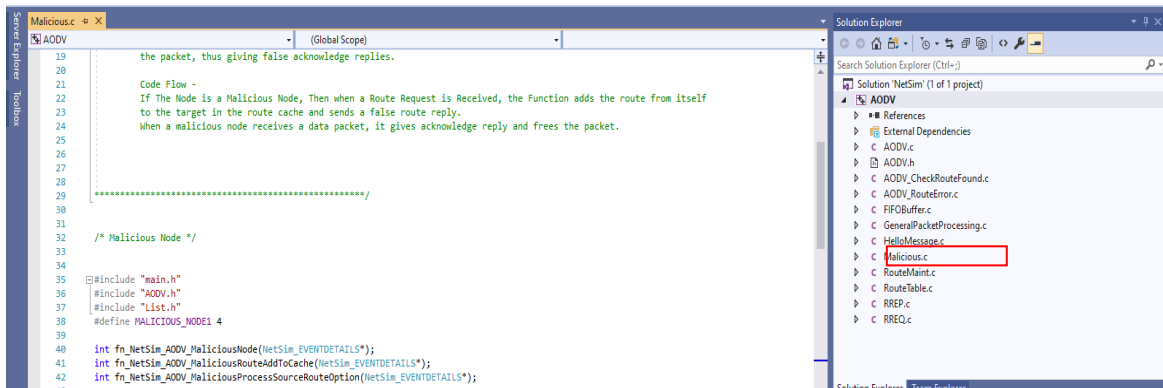 Server Explorer
Toolbox
Malicious.c
AODV
(Global Scope)
19 the packet, thus giving false acknowledge replies.
20
21 Code Flow -
22 If The Node is a Malicious Node, Then when a Route Request is Received, the Function adds the route from itself
23 to the target in the route cache and sends a false route reply.
24 When a malicious node receives a data packet, it gives acknowledge reply and frees the packet.
25
26
27
28
29 *****************************************************/
30
31
32 /* Malicious Node */
33
34
35 #include "main.h"
36 #include "AODV.h"
37 #include "List.h"
38 #define MALICIOUS_NODE1 4
39
40 int fn_NetSim_AODV_MaliciousNode(NetSim_EVENTDETAILS*);
41 int fn_NetSim_AODV_MaliciousRouteAddToCache(NetSim_EVENTDETAILS*);
42 int fn_NetSim_AODV_MaliciousProcessSourceRouteOption(NetSim_EVENTDETAILS*);
Solution Explorer
Search Solution Explorer (Ctrl+;)
Solution 'NetSim' (1 of 1 project)
AODV
References
External Dependencies
AODV.c
AODV.h
AODV_CheckRouteFound.c
AODV_RouteError.c
FIFOBuffer.c
GeneralPacketProcessing.c
HelloMessage.c
Malicious.c
RouteMaint.c
RouteTable.c
RREP.c
RREQ.c
Solution Explorer Team Explorer